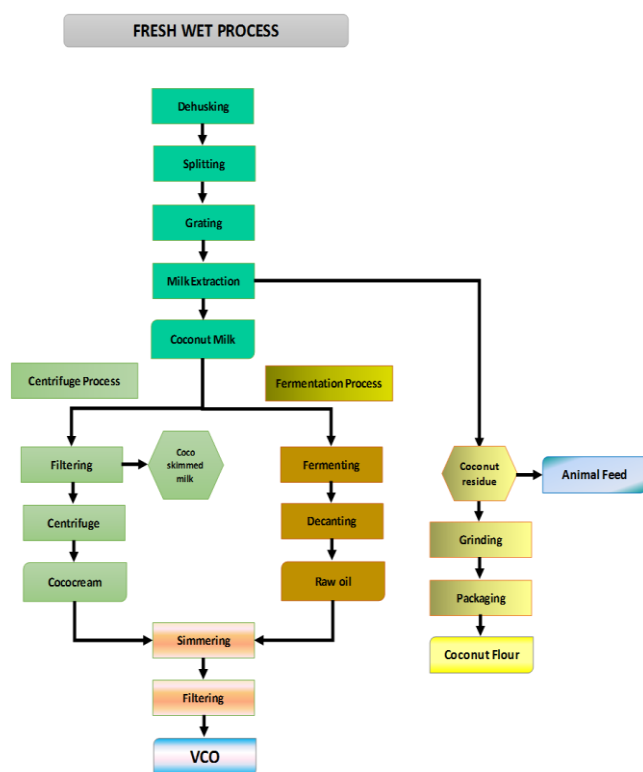 FRESH WET PROCESS
Dehusking
Splitting
Grating
Milk Extraction
Coconut Milk
Centrifuge Process
Fermentation Process
Filtering
Coco
skimmed
milk
Fermenting
Coconut
residue
Animal Feed
Centrifuge
Decanting
Grinding
Cococream
Raw oil
Packaging
Simmering
Coconut Flour
Filtering
VCO